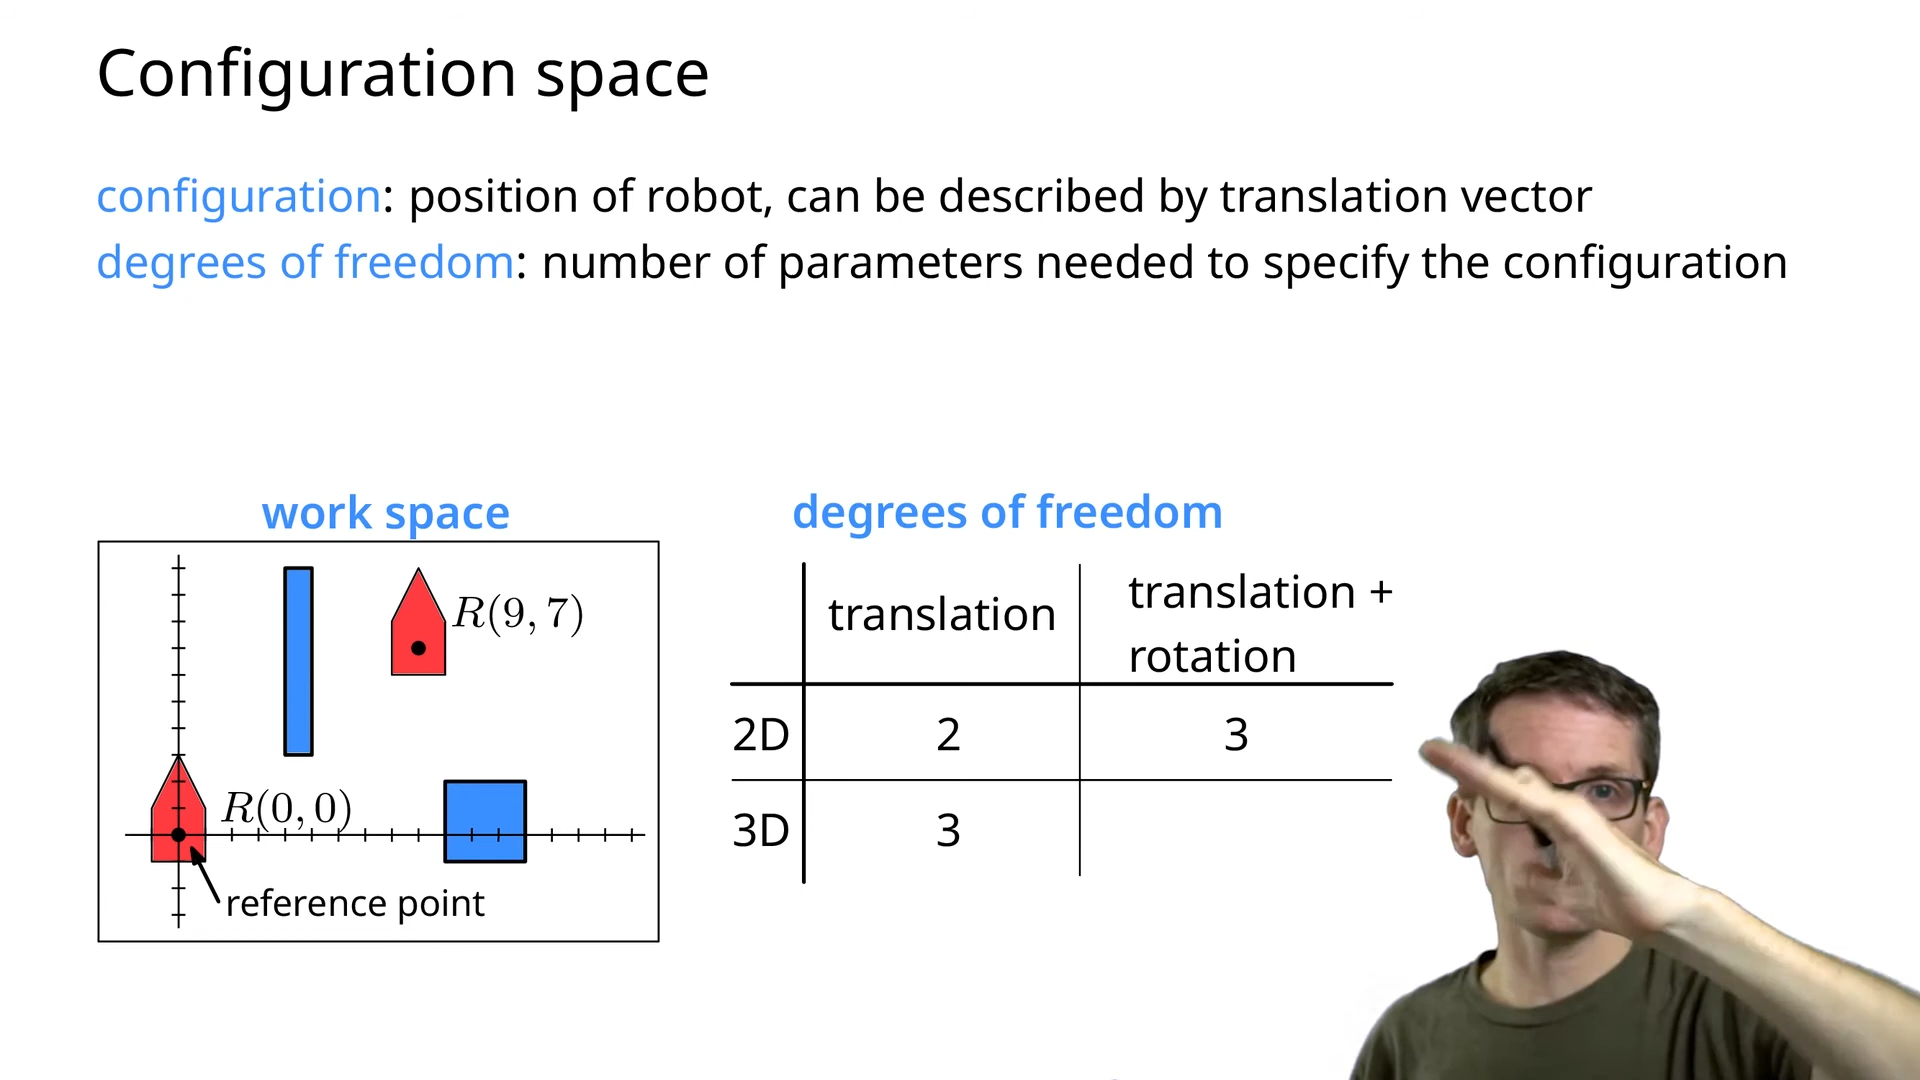 Configuration space
configuration: position of robot, can be described by translation vector
degrees of freedom: number of parameters needed to specify the configuration
work space
R(9, 7)
R(0, 0)
reference point
degrees of freedom
translation
translation +
rotation
2D 2 3
3D 3